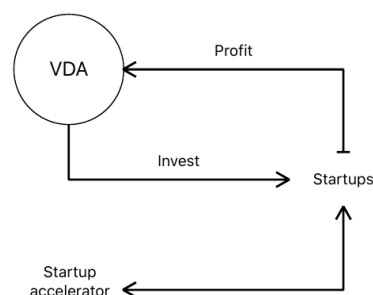 Profit
VDA
Invest
Startups
Startup
accelerator